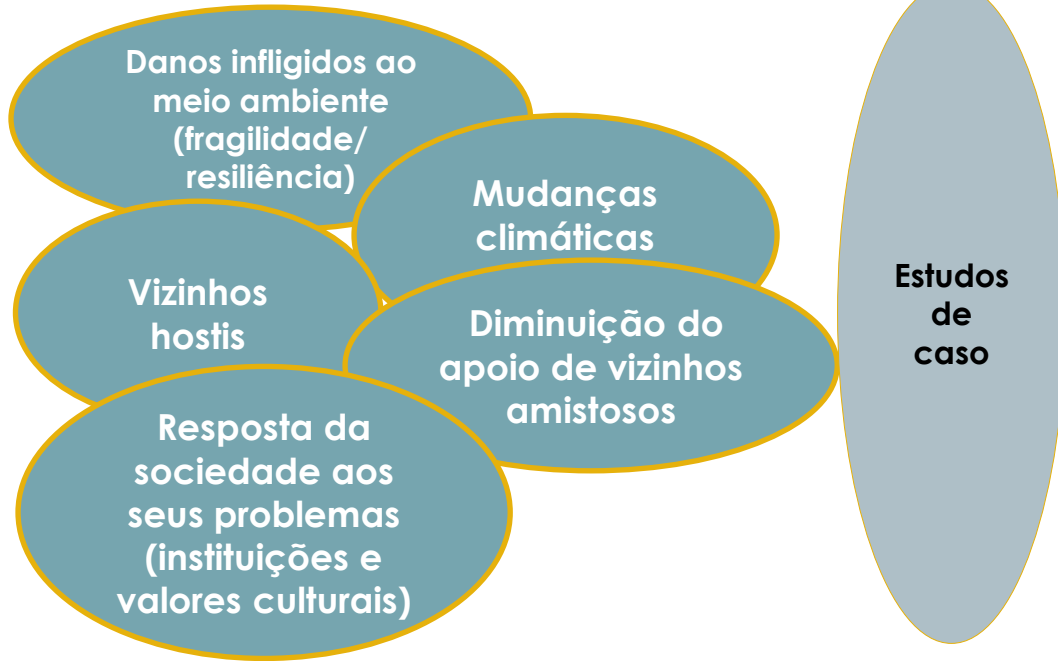 Danos infligidos ao
meio ambiente
(fragilidade/
resiliência)
Mudanças
climáticas
Vizinhos
hostis
Diminuição do
apoio de vizinhos
amistosos
Resposta da
sociedade aos
seus problemas
(instituições e
valores culturais)
Estudos
de
caso